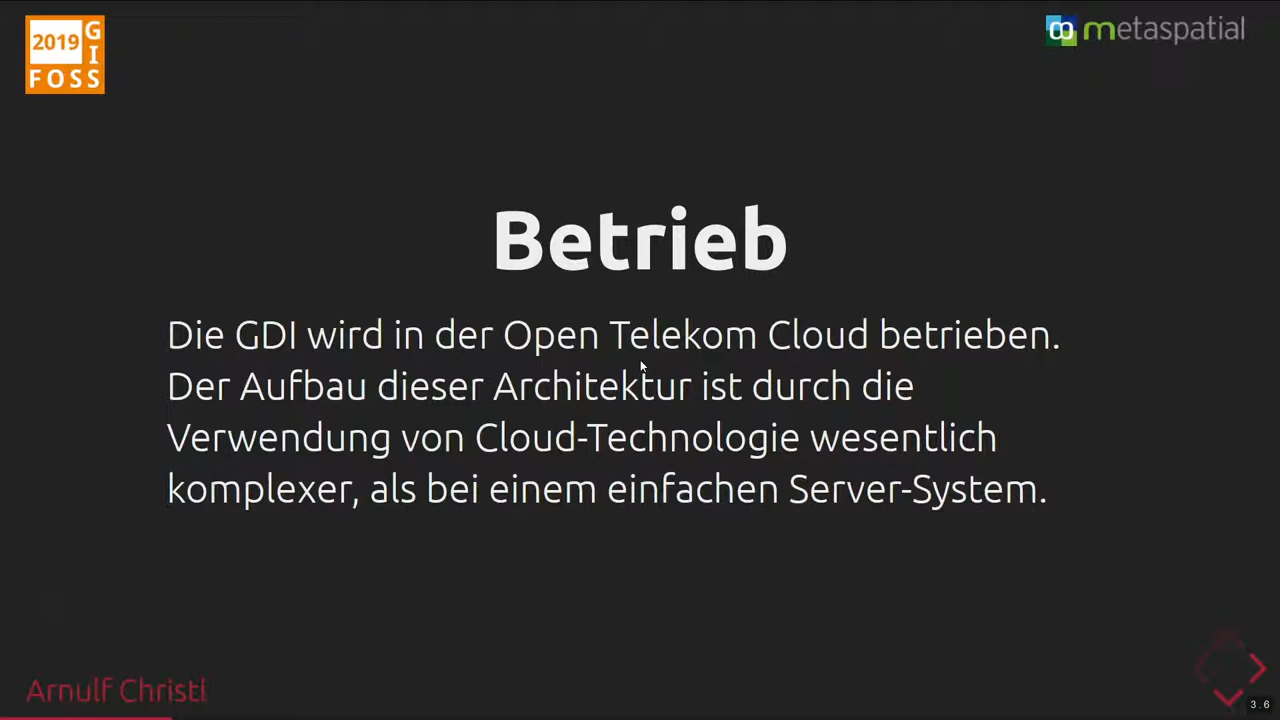 2019
G
I
FOSS
metaspatial
Betrieb
Die GDI wird in der Open Telekom Cloud betrieben.
Der Aufbau dieser Architektur ist durch die
Verwendung von Cloud-Technologie wesentlich
komplexer, als bei einem einfachen Server-System.
Arnulf Christl
3.6